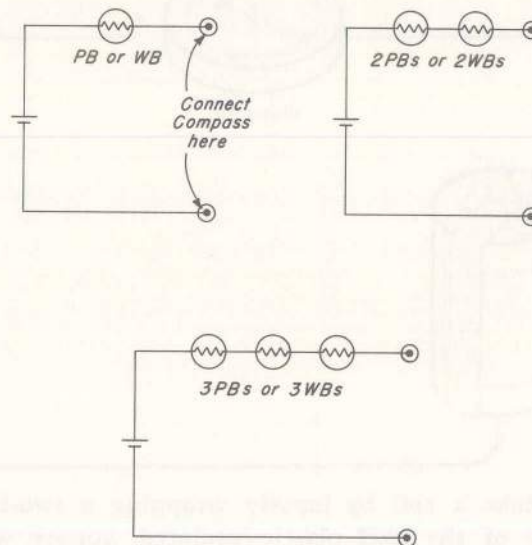 PB or WB
2PBs or 2WBs
Connect
Compass
here
3PBs or 3WBs